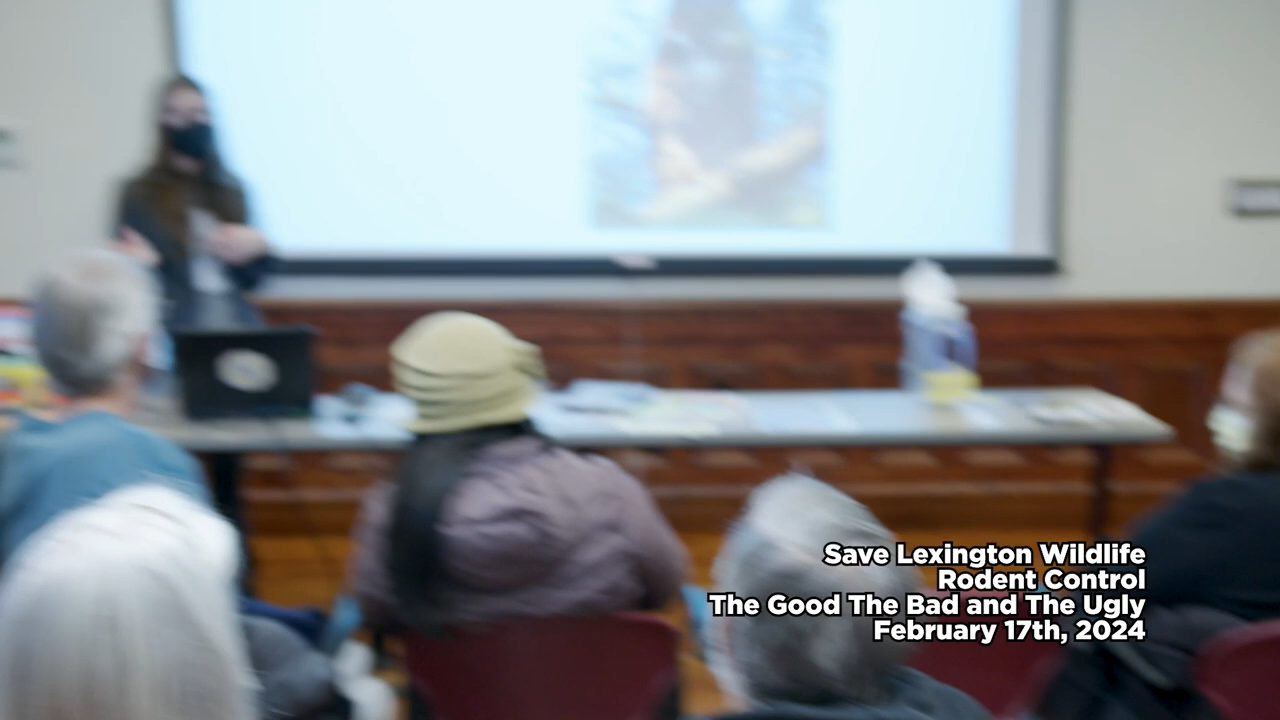 Save Lexington Wildlife
Rodent Control
The Good The Bad and The Ugly
February 17th, 2024